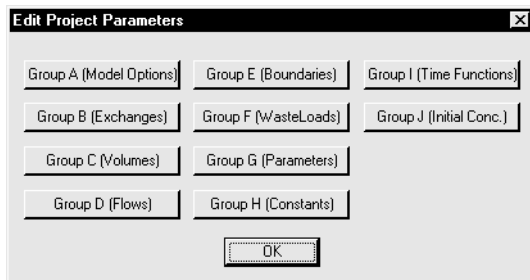 Edit Project Parameters
Group A (Model Options)
Group E (Boundaries)
Group I (Time Functions)
Group B (Exchanges)
Group F (WasteLoads)
Group J (Initial Conc.)
Group C (Volumes)
Group G (Parameters)
Group D (Flows)
Group H (Constants)
OK